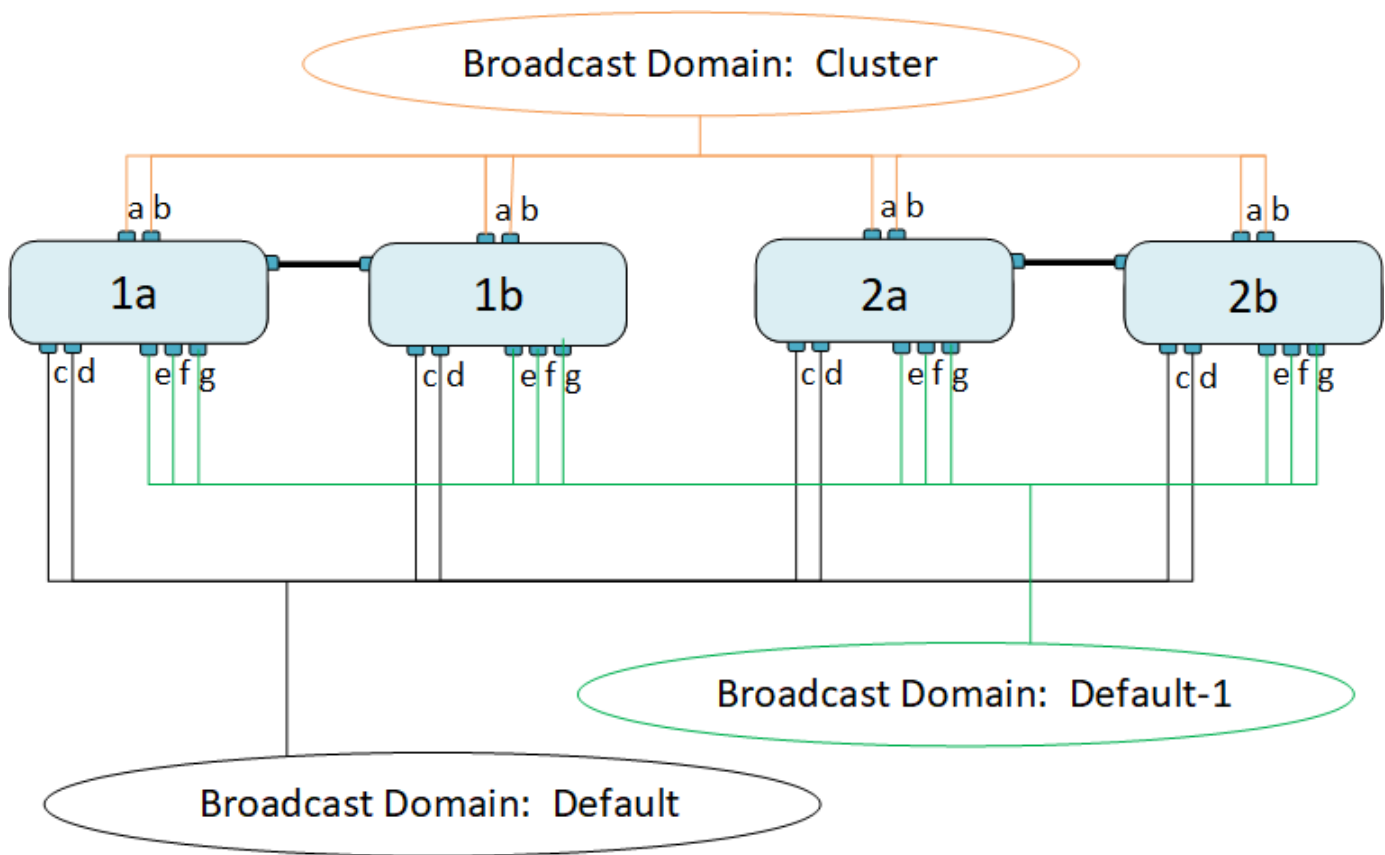 Broadcast Domain: Cluster
a b a b a b a b
1a 1b 2a 2b
c d e f g c d e f g c d e f g c d e f g
Broadcast Domain: Default-1
Broadcast Domain: Default